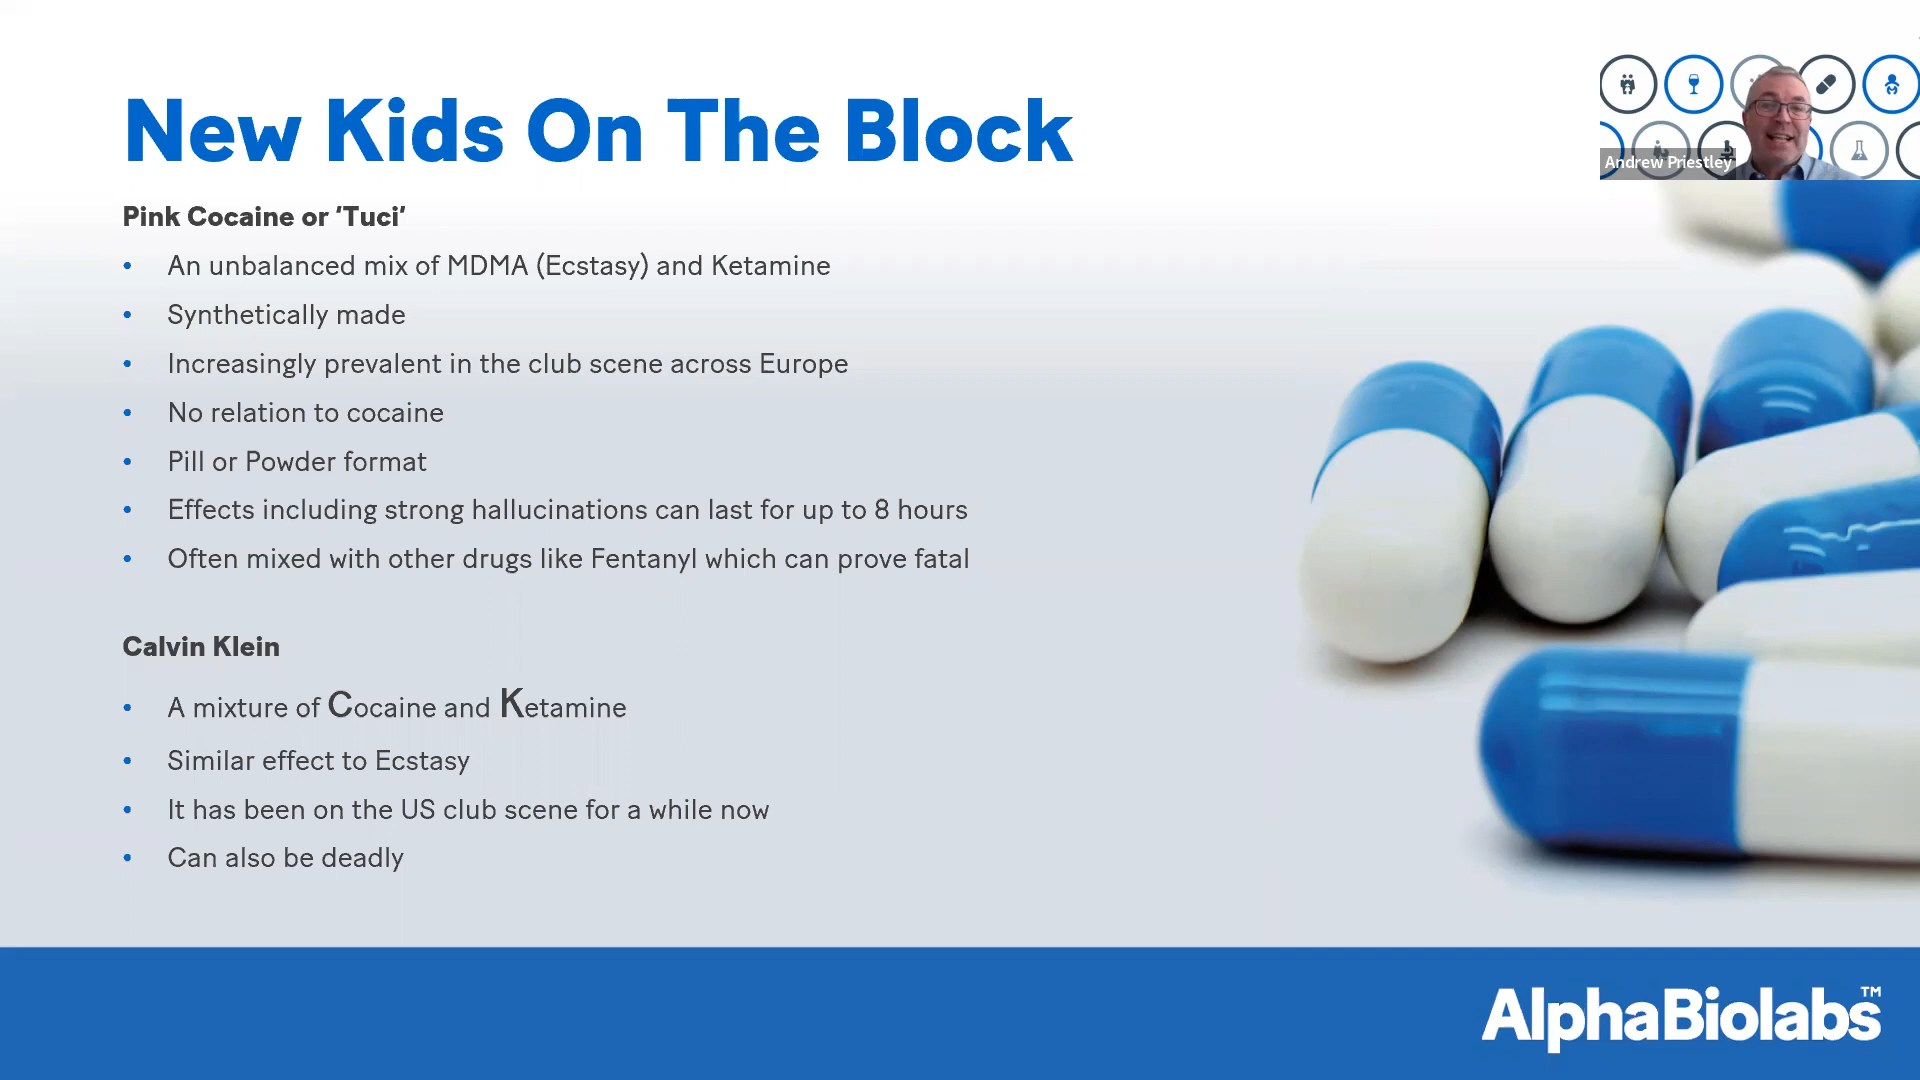 New Kids On The Block
Andrew Priestley
Pink Cocaine or 'Tuci'
• An unbalanced mix of MDMA (Ecstasy) and Ketamine
• Synthetically made
• Increasingly prevalent in the club scene across Europe
• No relation to cocaine
• Pill or Powder format
• Effects including strong hallucinations can last for up to 8 hours
• Often mixed with other drugs like Fentanyl which can prove fatal
Calvin Klein
• A mixture of Cocaine and Ketamine
• Similar effect to Ecstasy
• It has been on the US club scene for a while now
• Can also be deadly
AlphaBiolabs™